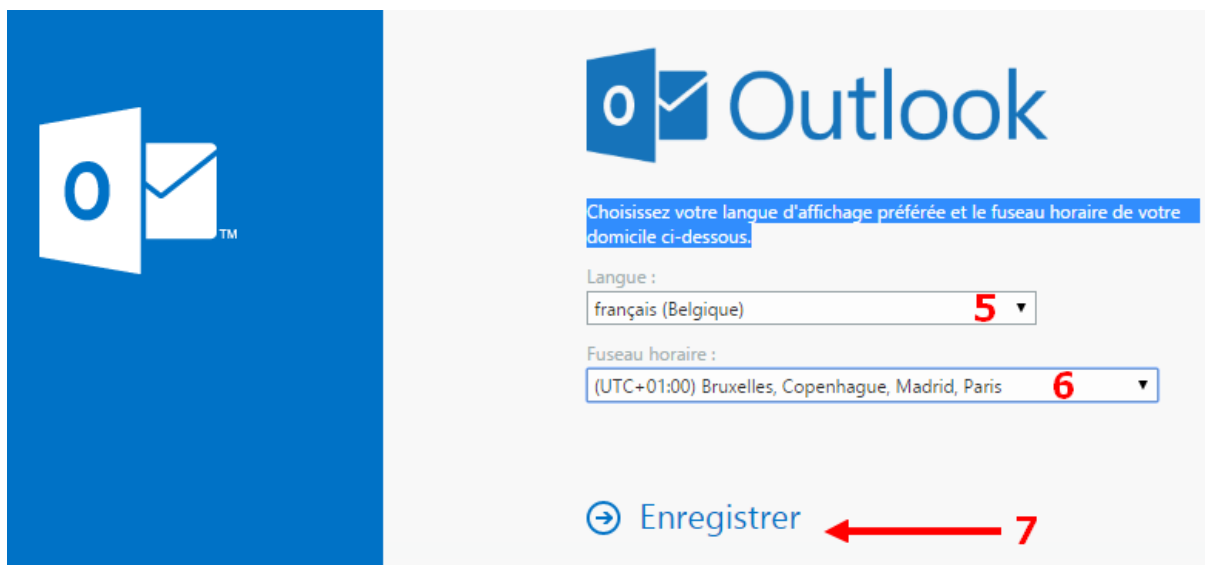 O
TM
O Outlook
Choisissez votre langue d'affichage préférée et le fuseau horaire de votre
domicile ci-dessous.
Langue :
français (Belgique) 5
Fuseau horaire :
(UTC+01:00) Bruxelles, Copenhague, Madrid, Paris 6
Enregistrer 7